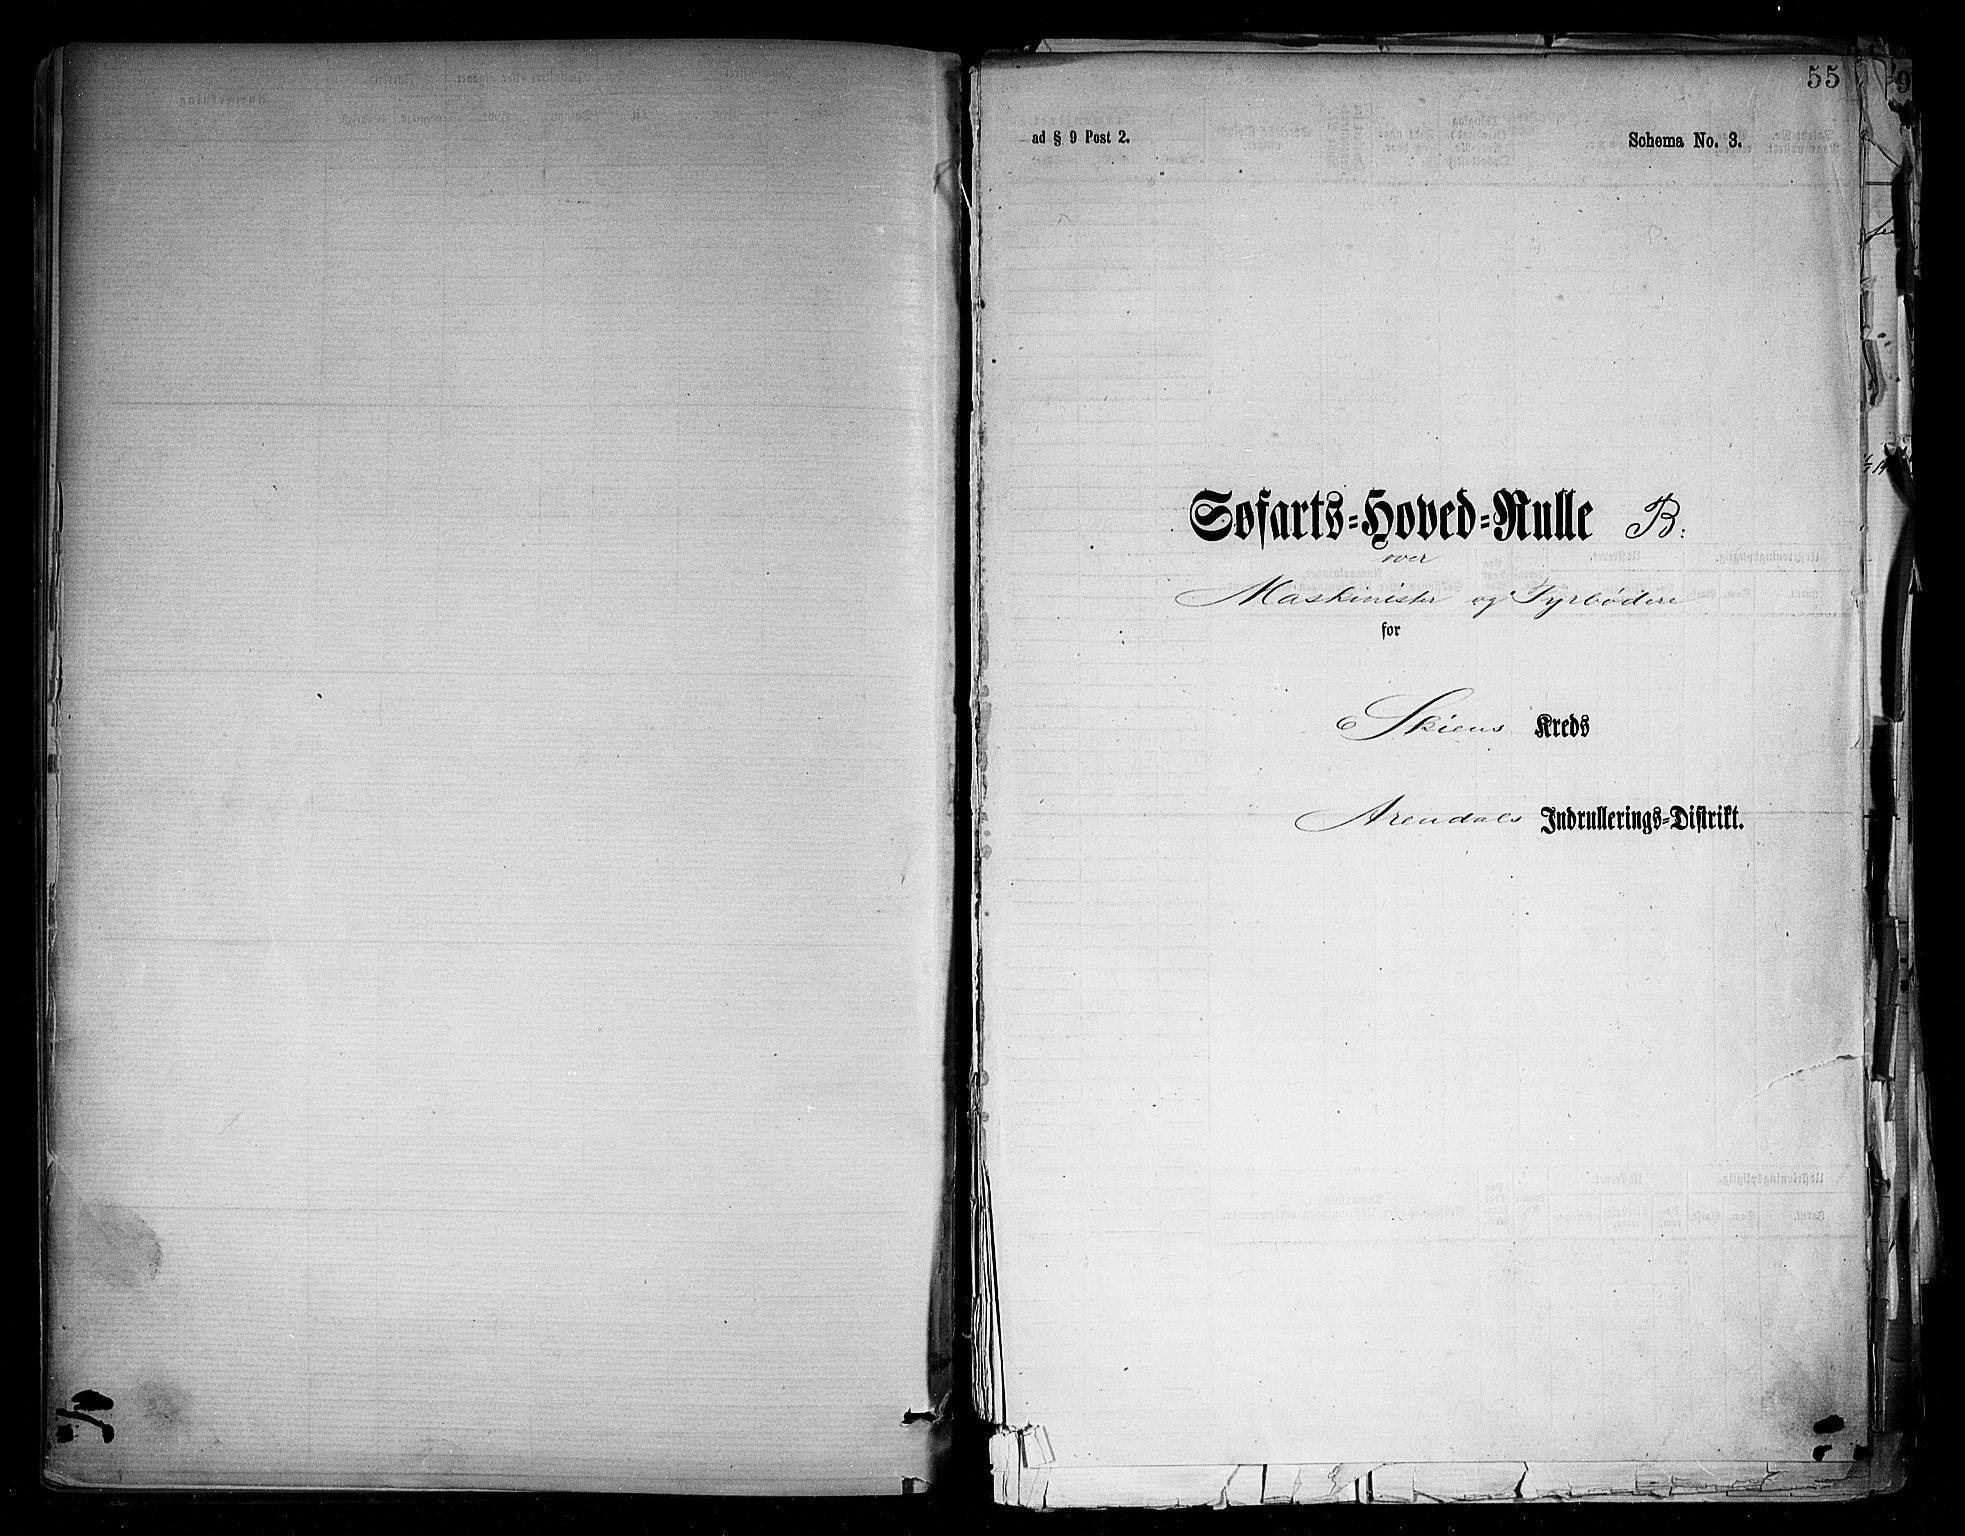 55
ad § 9 Post 2.
Schema No. 3.
Søfarts-Hoved-Rulle B.
over
Maskinister og Fyrbødere
for
Skiens Kreds
Arendals Indrullerings-Distrikt.